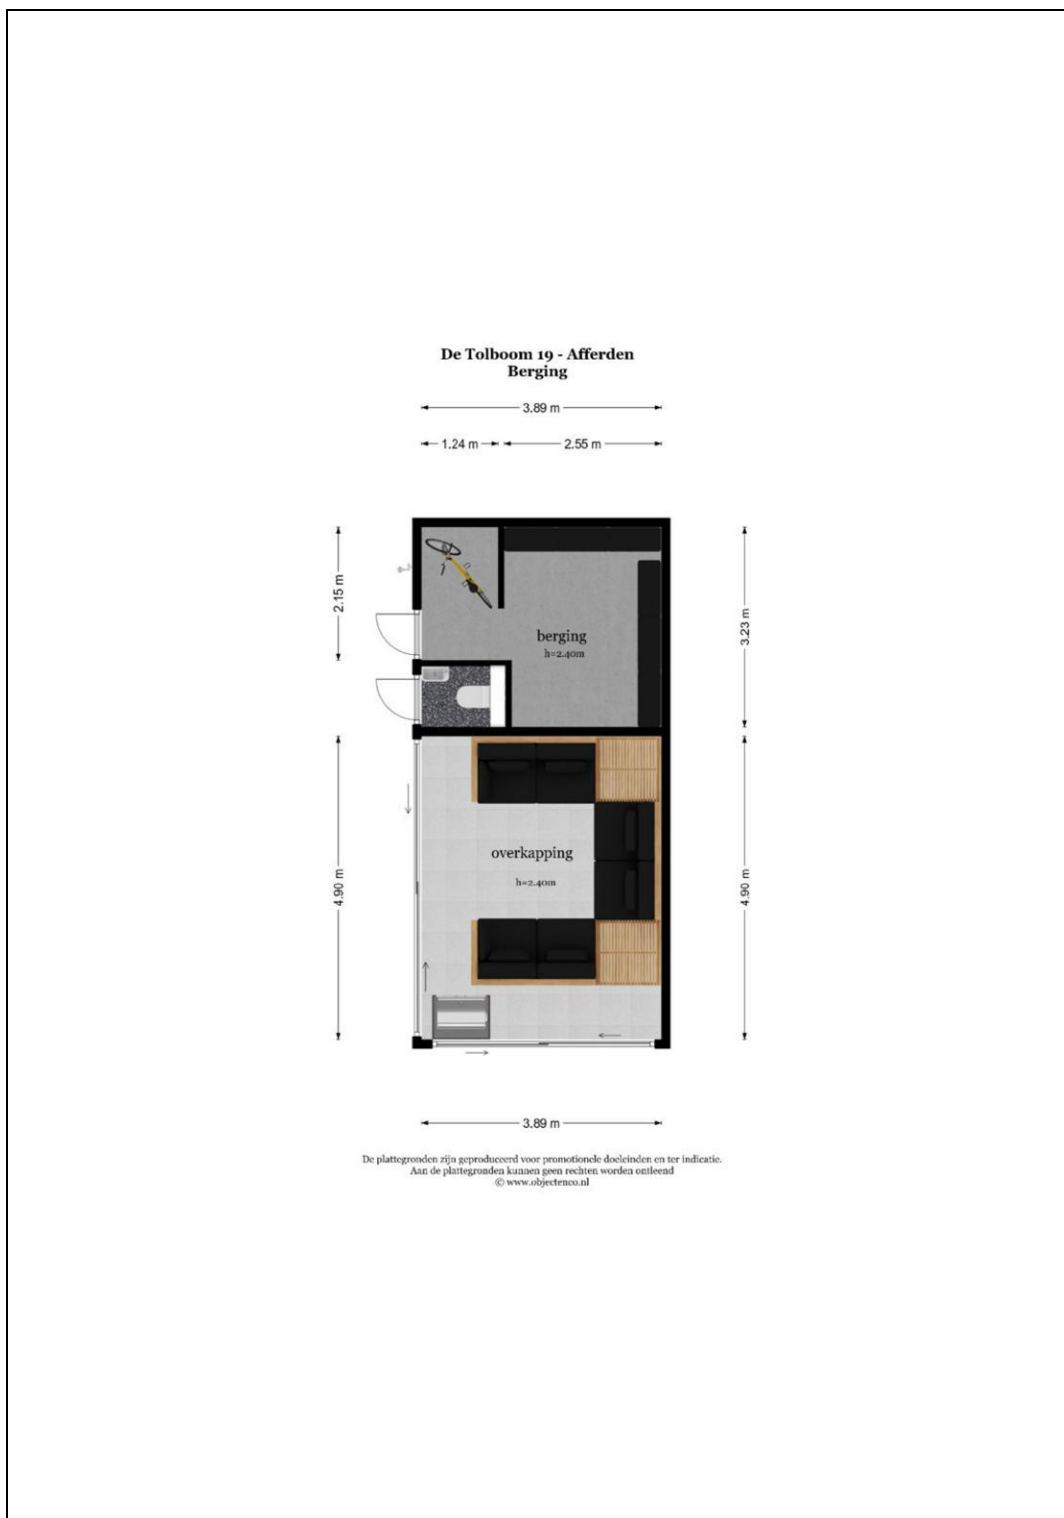 De Tolboom 19 - Afferden
Berging
3.89 m
1.24 m
2.55 m
2.15 m
3.23 m
berging
h=2.40m
4.90 m
4.90 m
overkapping
h=2.40m
3.89 m
De plattegronden zijn geproduceerd voor promotionele doeleinden en ter indicatie.
Aan de plattegronden kunnen geen rechten worden ontleend
© www.objectenco.nl